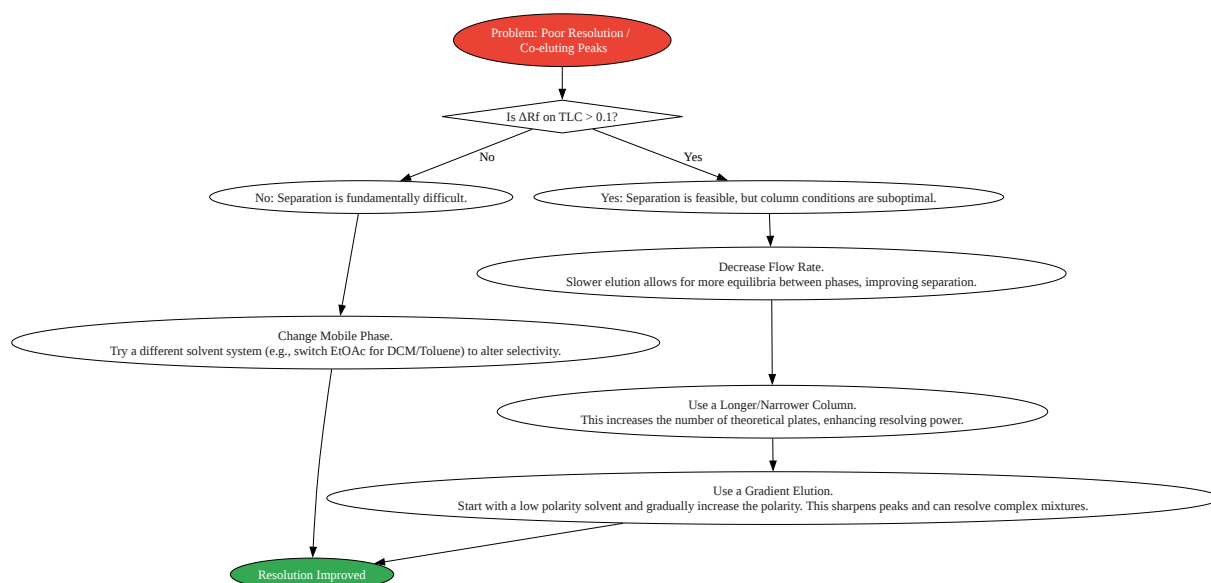 Problem: Poor Resolution /
Co-eluting Peaks
Is ΔRf on TLC > 0.1?
No
Yes
No: Separation is fundamentally difficult.
Yes: Separation is feasible, but column conditions are suboptimal.
Decrease Flow Rate.
Slower elution allows for more equilibria between phases, improving separation.
Change Mobile Phase.
Try a different solvent system (e.g., switch EtOAc for DCM/Toluene) to alter selectivity.
Use a Longer/Narrower Column.
This increases the number of theoretical plates, enhancing resolving power.
Use a Gradient Elution.
Start with a low polarity solvent and gradually increase the polarity. This sharpens peaks and can resolve complex mixtures.
Resolution Improved